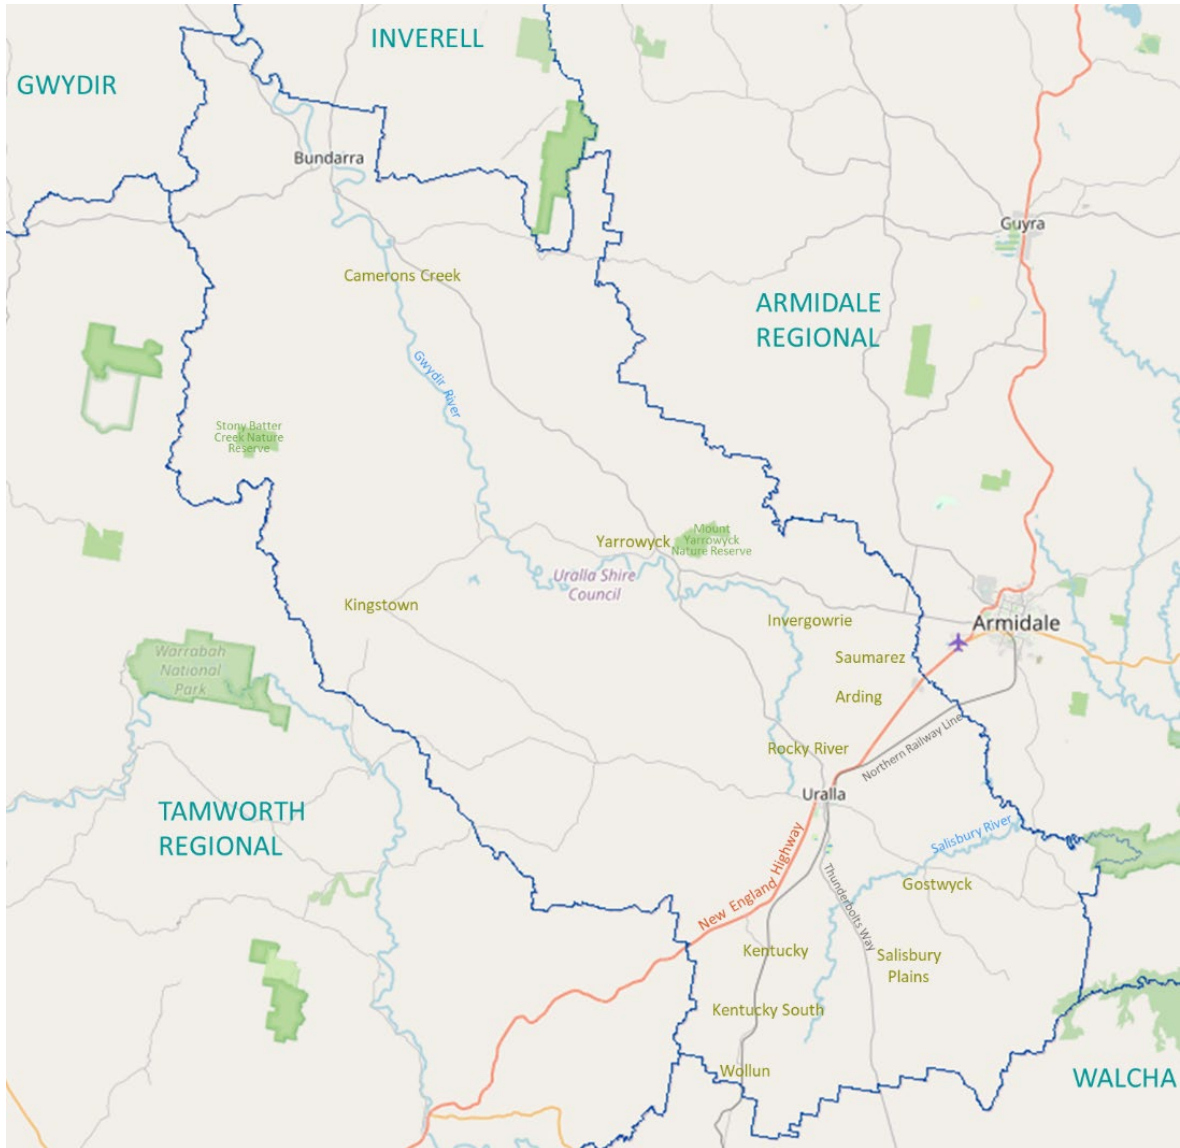 INVERELL
GWYDIR
Bundarra
Guyra
Camerons Creek
ARMIDALE
REGIONAL
Gwydir River
Stony Batter
Creek Nature
Reserve
Yarrowyck
Mount
Yarrowyck
Nature Reserve
Uralla Shire
Council
Kingstown
Invergowrie
Armidale
Saumarez
Warrabah
National
Park
Arding
Northern Railway Line
Rocky River
Uralla
TAMWORTH
REGIONAL
Salisbury River
New England Highway
Thunderbolts Way
Gostwyck
Kentucky
Salisbury
Plains
Kentucky South
Wollun
WALCHA